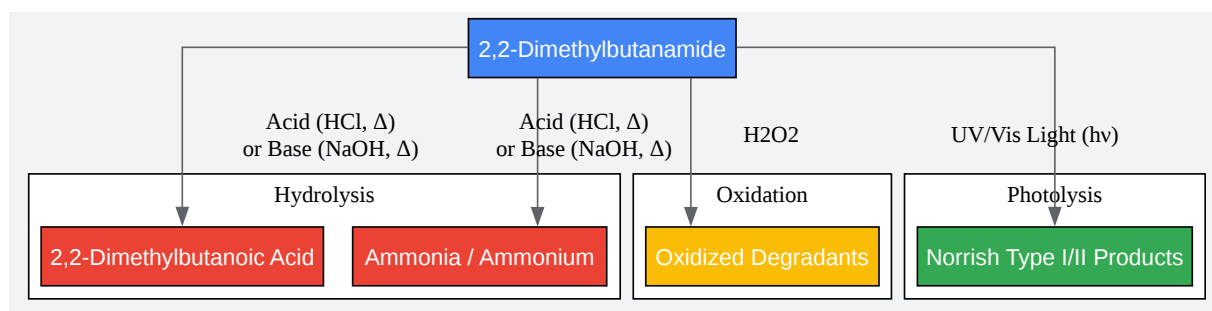 2,2-Dimethylbutanamide
Acid (HCl, Δ)
or Base (NaOH, Δ)
Acid (HCl, Δ)
or Base (NaOH, Δ)
H2O2
UV/Vis Light (hν)
Hydrolysis
Oxidation
Photolysis
2,2-Dimethylbutanoic Acid
Ammonia / Ammonium
Oxidized Degradants
Norrish Type I/II Products